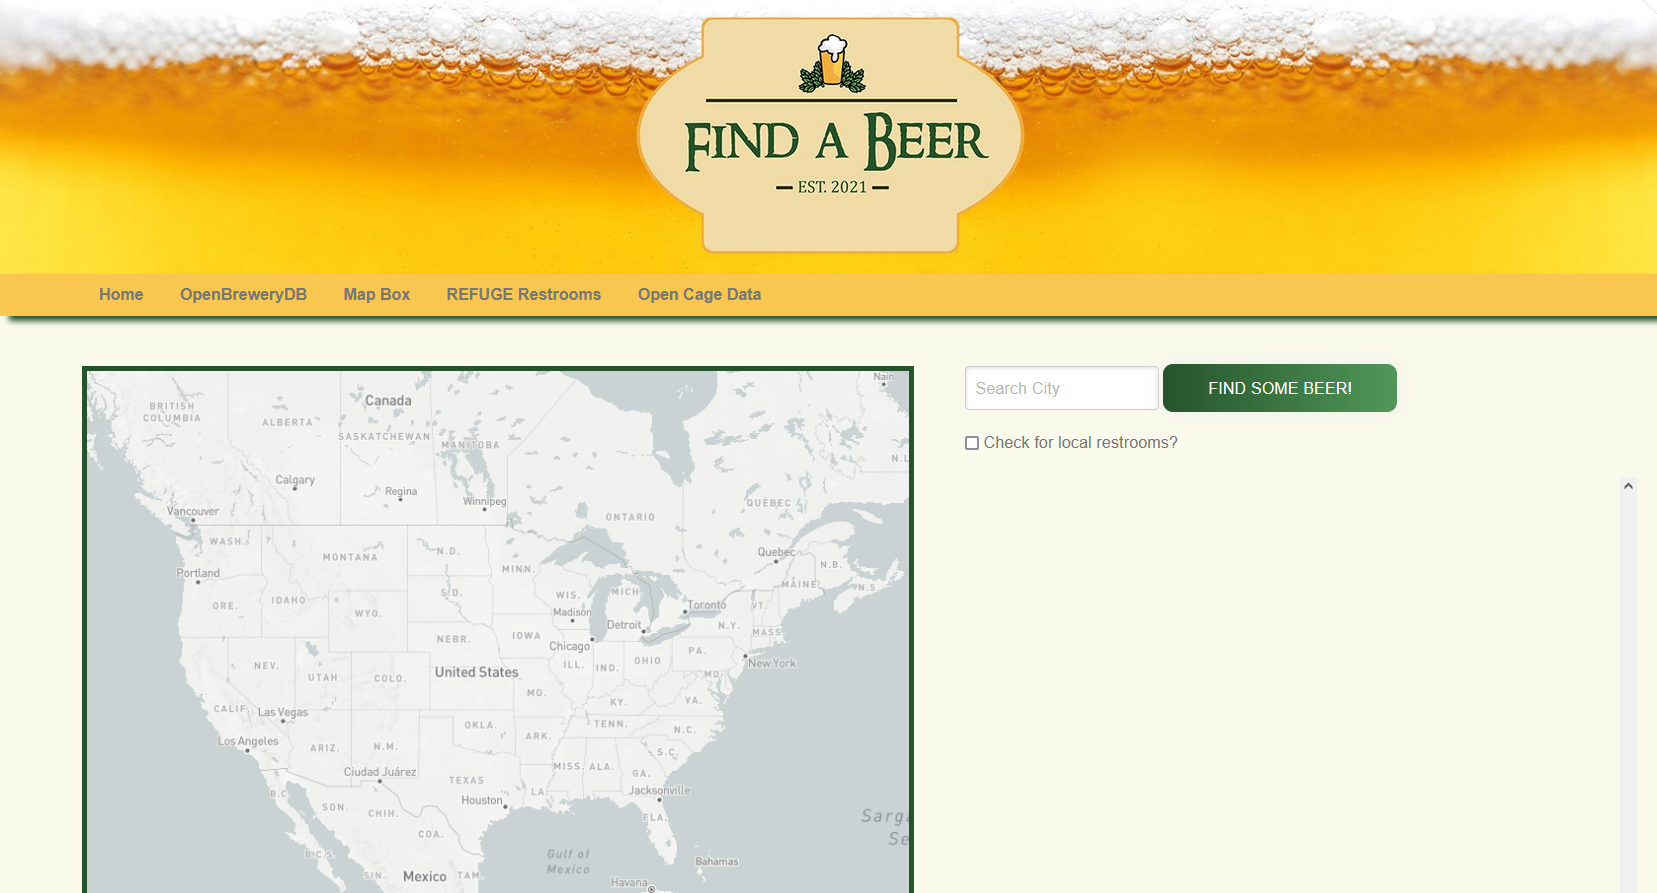 FIND A BEER
EST. 2021
Home OpenBreweryDB Map Box REFUGE Restrooms Open Cage Data
Search City
FIND SOME BEER!
Check for local restrooms?
Nain
Canada
BRITISH
COLUMBIA
ALBERTA
SASKATCHEWAN
MANITOBA
N.L
Calgary
Regina
Winnipeg
QUÉBEC
Vancouver
ONTARIO
WASH.
MONTANA
N.D.
Quebec
MINN.
N.B.
Portland
MAINE
N.S.
ORE.
IDAHO
WYO.
S.D.
WIS.
MICH
Madison
Toronto
VT.
Detroit
N.Y.
MASS.
NEBR.
IOWA
Chicago
PA.
NEV.
UTAH
COLO.
United States
ILL.
IND.
OHIO
New York
MD.
MO.
KY.
VA.
CALIF.
Las Vegas
OKLA.
TENN.
N.C.
Los Angeles
ARIZ.
N.M.
ARK.
S.C.
Ciudad Juárez
TEXAS
MISS.
ALA.
GA.
B.C.
Houston
LA.
Jacksonville
SON.
CHIH.
FLA.
Sarga
COA.
Se
B.C.S.
Gulf of
Mexico
Bahamas
SIN.
Mexico
TAM.
Havana